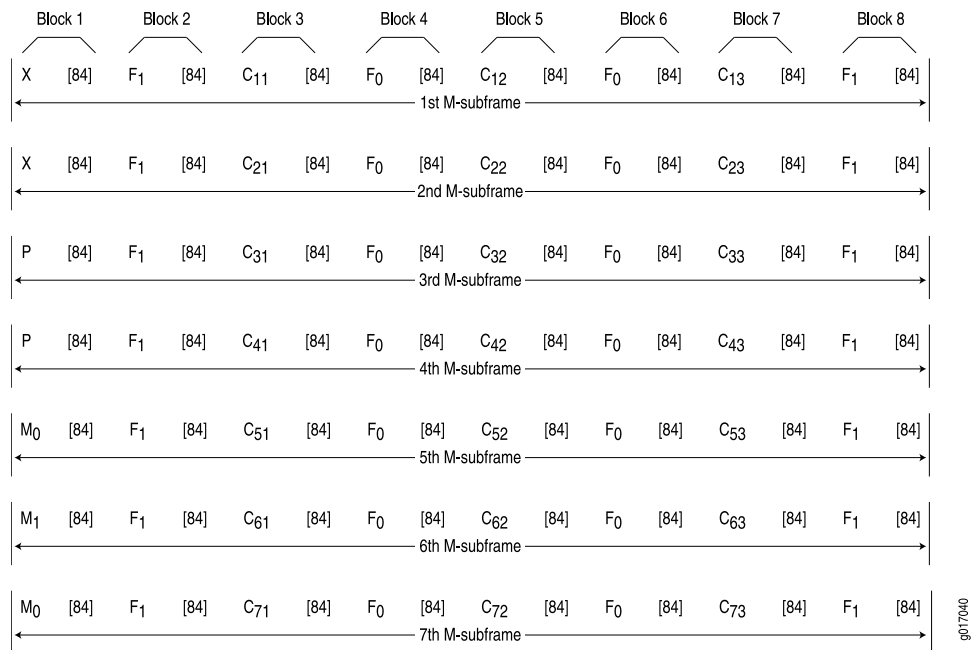 Block 1 Block 2 Block 3 Block 4 Block 5 Block 6 Block 7 Block 8
X [84] F1 [84] C11 [84] F0 [84] C12 [84] F0 [84] C13 [84] F1 [84]
1st M-subframe
X [84] F1 [84] C21 [84] F0 [84] C22 [84] F0 [84] C23 [84] F1 [84]
2nd M-subframe
P [84] F1 [84] C31 [84] F0 [84] C32 [84] F0 [84] C33 [84] F1 [84]
3rd M-subframe
P [84] F1 [84] C41 [84] F0 [84] C42 [84] F0 [84] C43 [84] F1 [84]
4th M-subframe
M0 [84] F1 [84] C51 [84] F0 [84] C52 [84] F0 [84] C53 [84] F1 [84]
5th M-subframe
M1 [84] F1 [84] C61 [84] F0 [84] C62 [84] F0 [84] C63 [84] F1 [84]
6th M-subframe
M0 [84] F1 [84] C71 [84] F0 [84] C72 [84] F0 [84] C73 [84] F1 [84]
7th M-subframe
g017040